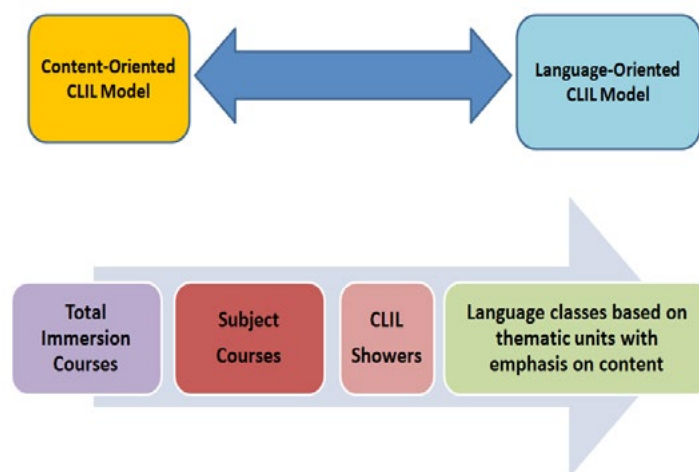 Content-Oriented
CLIL Model
Language-Oriented
CLIL Model
Total
Immersion
Courses
Subject
Courses
CLIL
Showers
Language classes based on
thematic units with
emphasis on content